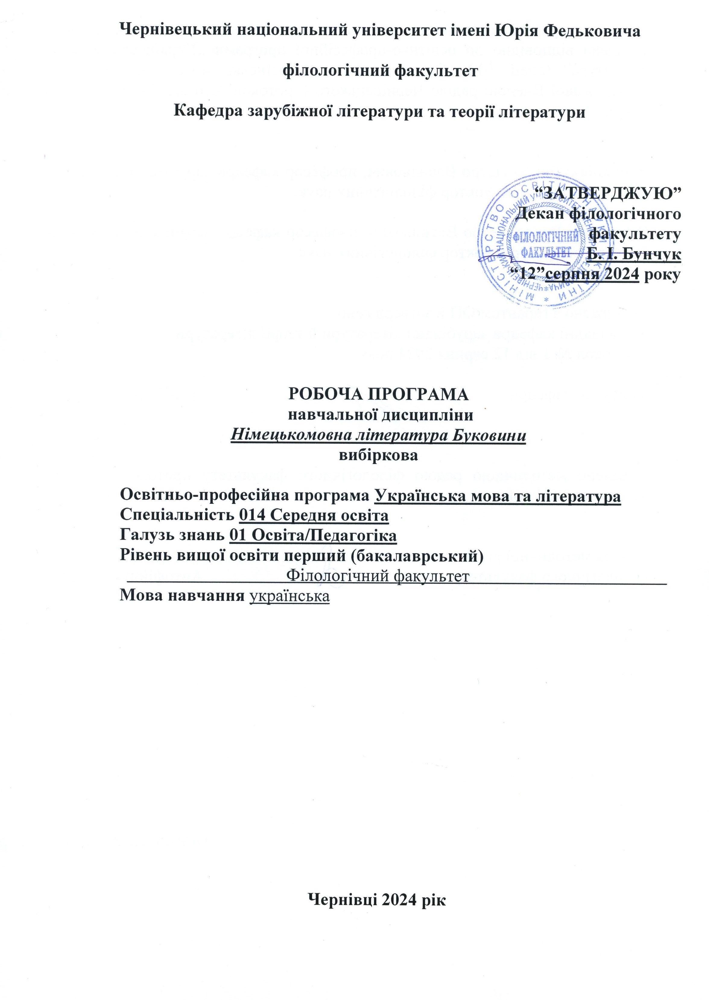 Чернівецький національний університет імені Юрія Федьковича
філологічний факультет
Кафедра зарубіжної літератури та теорії літератури
“ЗАТВЕРДЖУЮ”
Декан філологічного
факультету
Б. І. Бунчук
“12”серпня 2024 року
МІНІСТЕРСТВО ОСВІТИ І НАУКИ УКРАЇНИ *
ЧЕРНІВЕЦЬКИЙ НАЦІОНАЛЬНИЙ УНІВЕРСИТЕТ ІМЕНІ ЮРІЯ ФЕДЬКОВИЧА *
ФІЛОЛОГІЧНИЙ
ФАКУЛЬТЕТ
РОБОЧА ПРОГРАМА
навчальної дисципліни
Німецькомовна література Буковини
вибіркова
Освітньо-професійна програма Українська мова та література
Спеціальність 014 Середня освіта
Галузь знань 01 Освіта/Педагогіка
Рівень вищої освіти перший (бакалаврський)
Філологічний факультет
Мова навчання українська
Чернівці 2024 рік